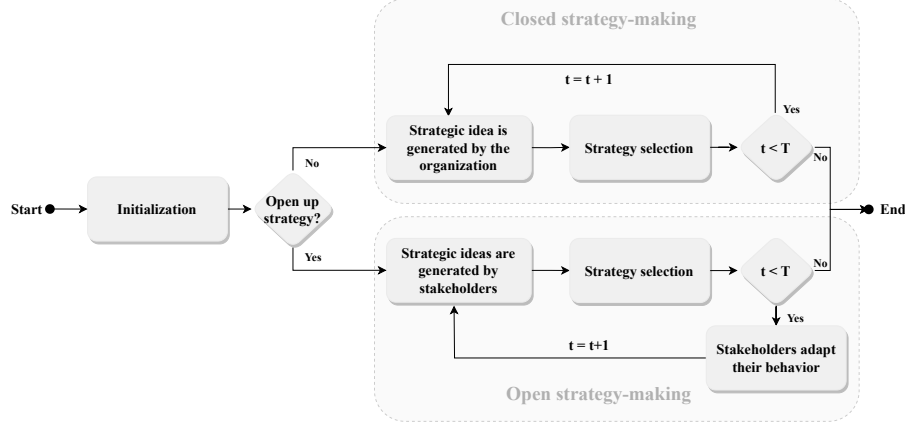 Closed strategy-making
t = t + 1
Yes
Strategic idea is
generated by the
organization
Strategy selection
t < T
No
No
Start
Initialization
Open up
strategy?
End
Yes
Strategic ideas are
generated by
stakeholders
Strategy selection
t < T
No
Yes
t = t+1
Stakeholders adapt
their behavior
Open strategy-making